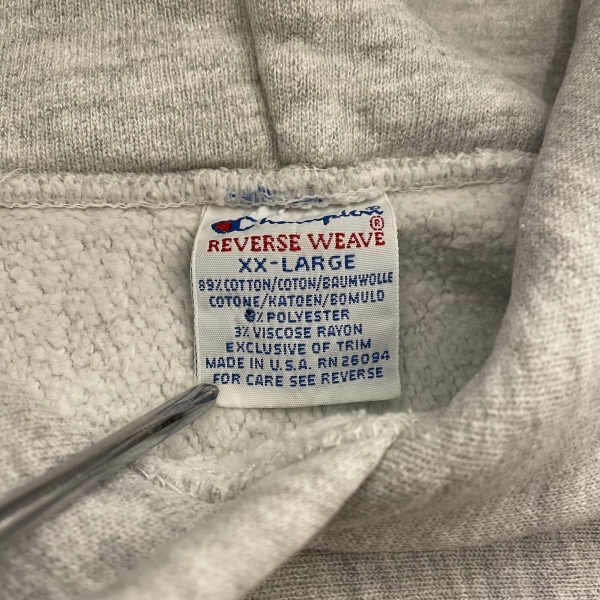 Champion
REVERSE WEAVE ®
XX-LARGE
89% COTTON/COTON/BAUMWOLLE
COTONE/KATOEN/BOMULD
8% POLYESTER
3% VISCOSE RAYON
EXCLUSIVE OF TRIM
MADE IN U.S.A. RN 26094
FOR CARE SEE REVERSE